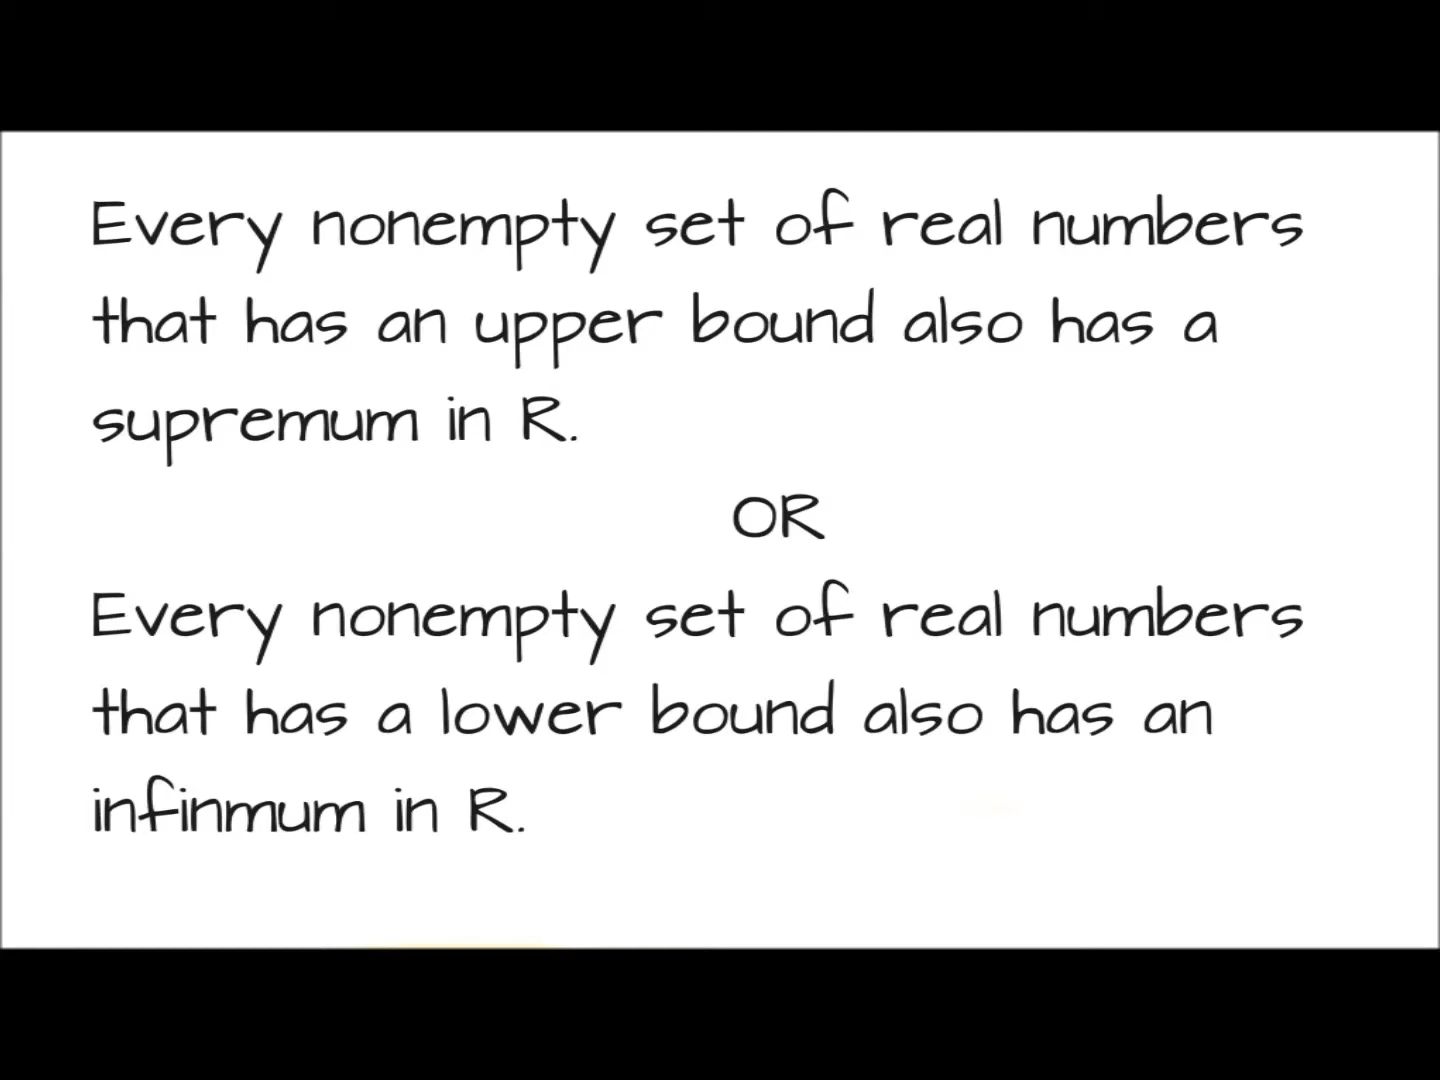 Every nonempty set of real numbers
that has an upper bound also has a
supremum in R.
OR
Every nonempty set of real numbers
that has a lower bound also has an
infinmum in R.